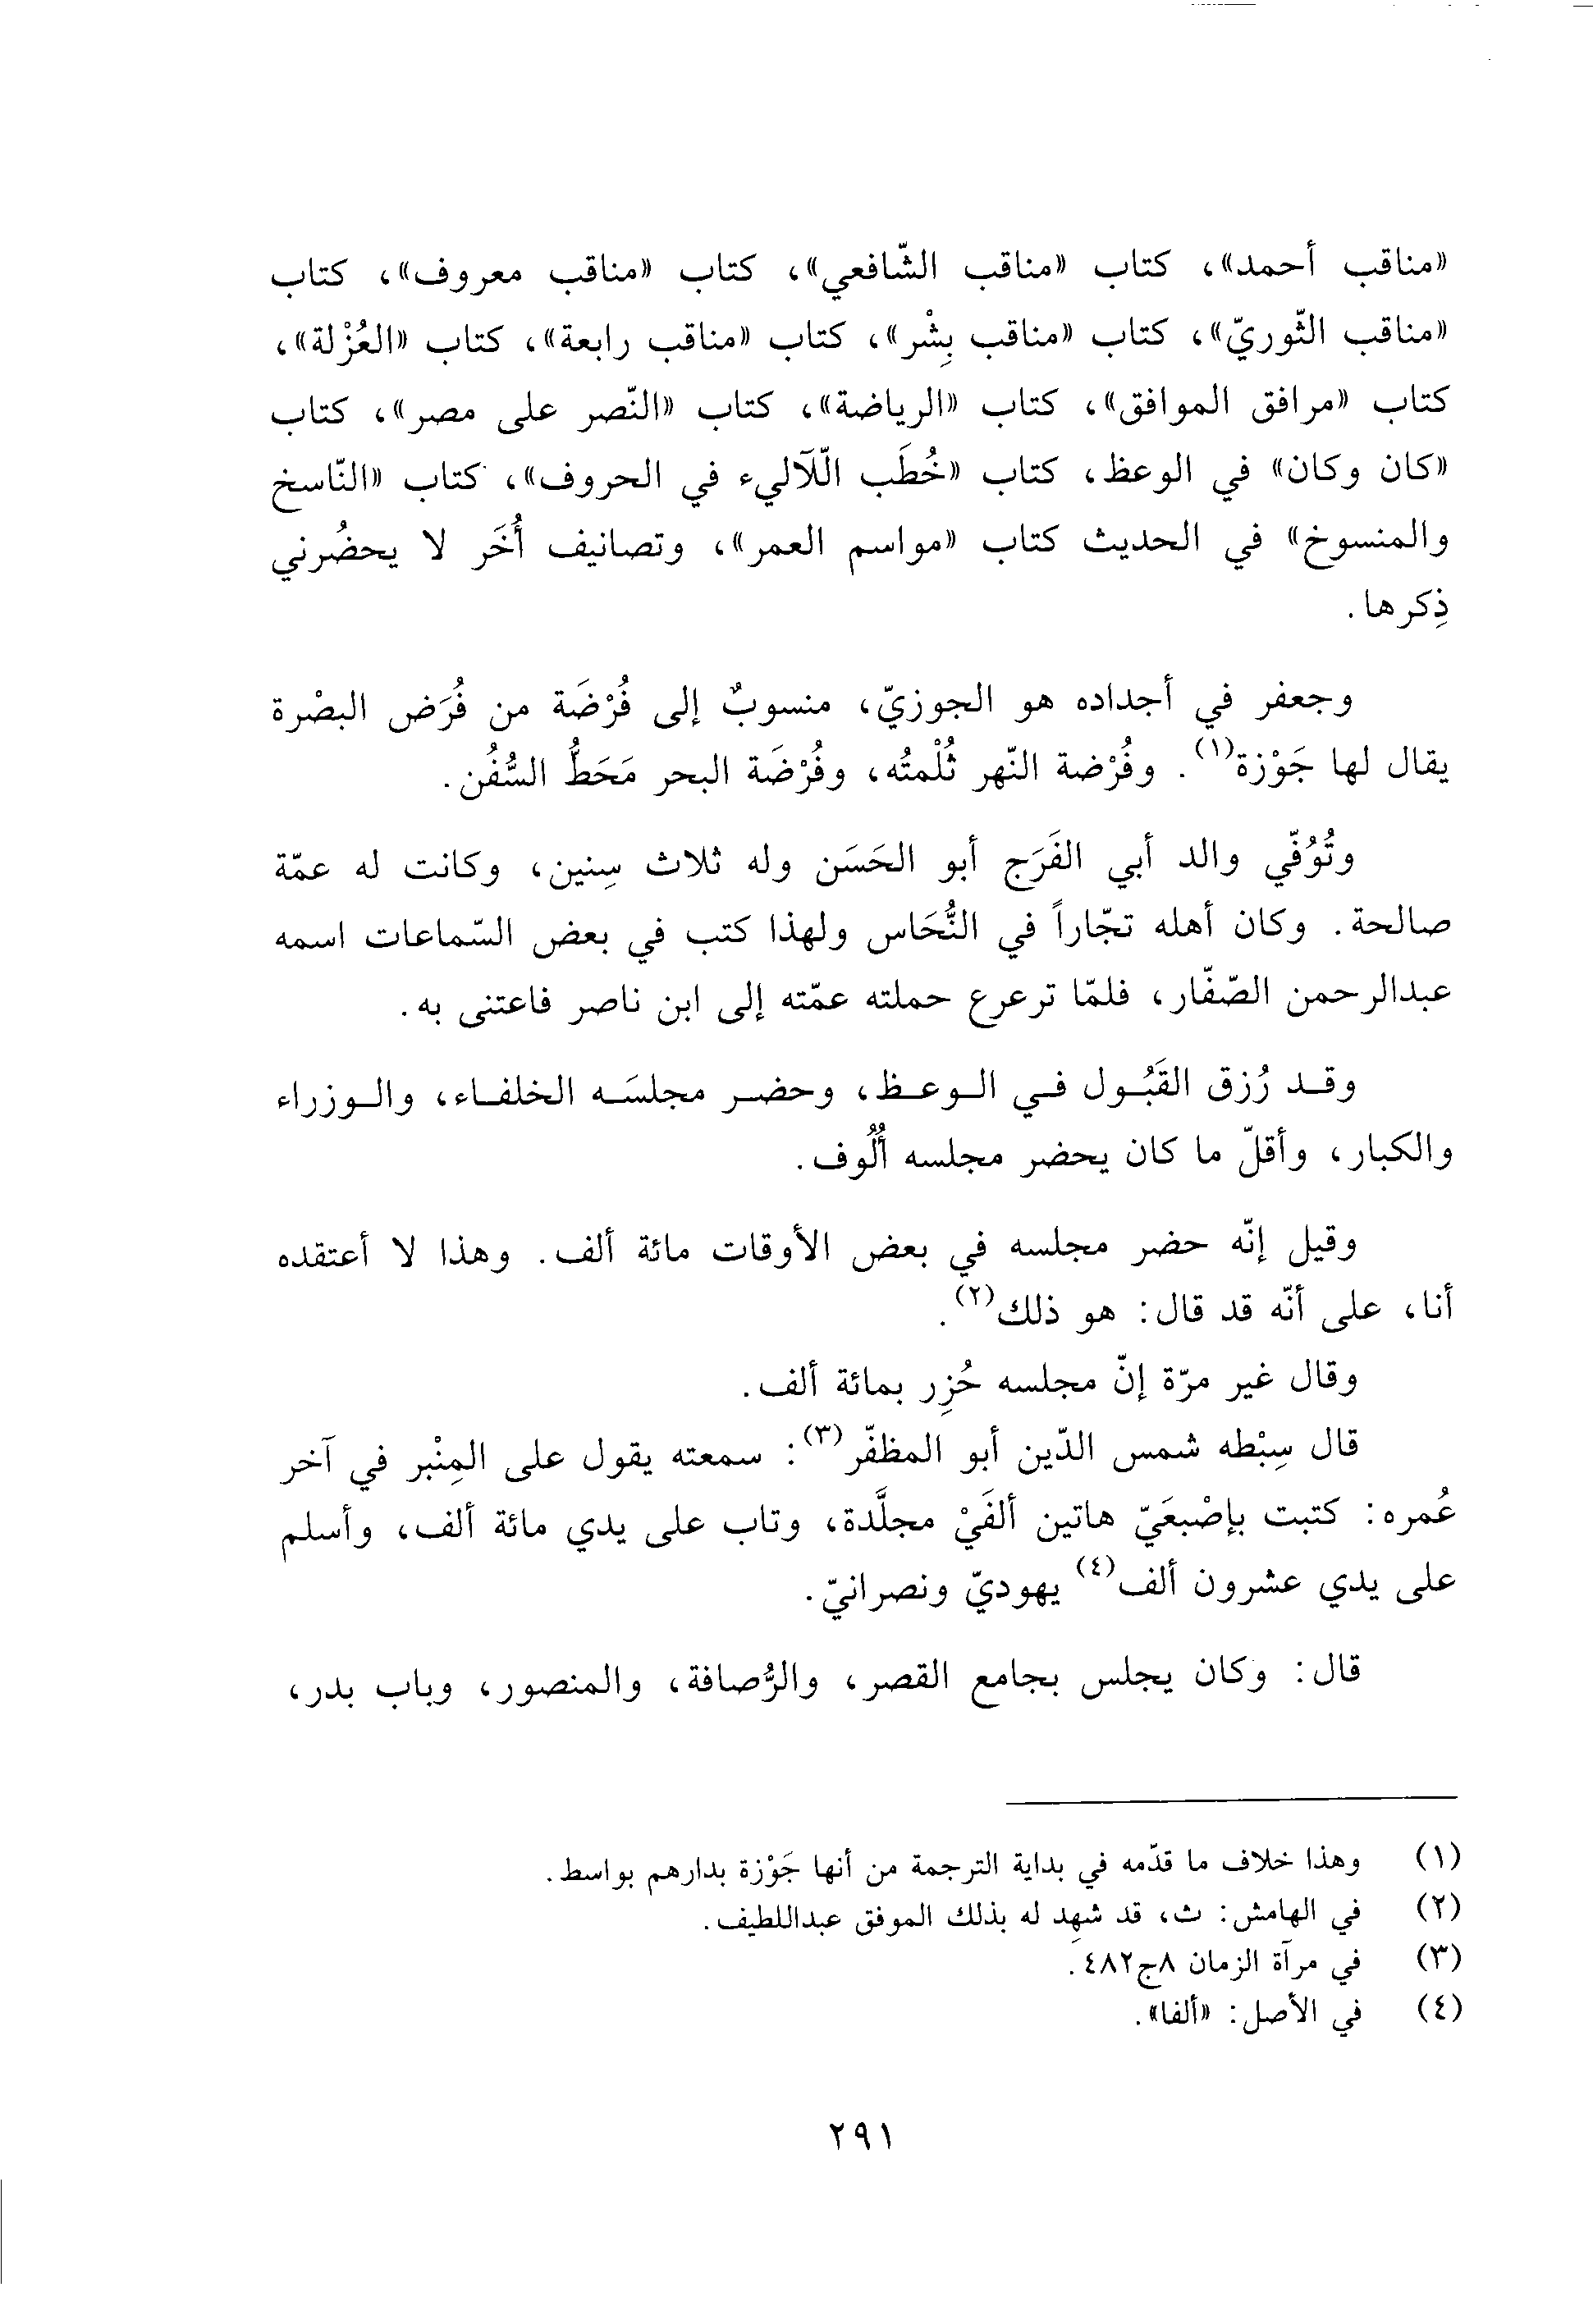 «مناقب أحمد»، كتاب «مناقب الشّافعي»، كتاب «مناقب معروف»، كتاب
«مناقب الثّوريّ»، كتاب «مناقب بِشْر»، كتاب «مناقب رابعة»، كتاب «العُزْلة»،
كتاب «مرافق الموافق»، كتاب «الرياضة»، كتاب «النّصر على مصر»، كتاب
«كان وكان» في الوعظ، كتاب «خُطَب الّلآليء في الحروف»، كتاب «النّاسخ
والمنسوخ» في الحديث كتاب «مواسم العمر»، وتصانيف أُخَر لا يحضُرني
ذِكرها.
وجعفر في أجداده هو الجوزيّ، منسوبٌ إلى فُرْضَة من فُرَض البصْرة
يقال لها جَوْزة(١). وفُرْضة النّهر ثُلْمتُه، وفُرْضَة البحر مَحَطُّ السُّفُن.
وتُوُفّي والد أبي الفَرَج أبو الحَسَن وله ثلاث سِنين، وكانت له عمّة
صالحة. وكان أهله تجّاراً في النُّحَاس ولهذا كتب في بعض السّماعات اسمه
عبدالرحمن الصّفّار، فلمّا ترعرع حملته عمّته إلى ابن ناصر فاعتنى به.
وقد رُزق القَبُول في الوعظ، وحضر مجلسَه الخلفاء، والوزراء
والكبار، وأقلّ ما كان يحضر مجلسه أُلُوف.
وقيل إنّه حضر مجلسه في بعض الأوقات مائة ألف. وهذا لا أعتقده
أنا، على أنّه قد قال: هو ذلك(٢).
وقال غير مرّة إنّ مجلسه حُزِر بمائة ألف.
قال سِبْطه شمس الدّين أبو المظفّر(٣): سمعته يقول على المِنْبر في آخر
عُمره: كتبت بإصْبعَيّ هاتين ألفَيْ مجلَّدة، وتاب على يدي مائة ألف، وأسلم
على يدي عشرون ألف(٤) يهوديّ ونصرانيّ.
قال: وكان يجلس بجامع القصر، والرُّصافة، والمنصور، وباب بدر،
(١) وهذا خلاف ما قدّمه في بداية الترجمة من أنها جَوْزة بدارهم بواسط.
(٢) في الهامش: ث، قد شهِد له بذلك الموفق عبداللطيف.
(٣) في مرآة الزمان ٨ج٤٨٢.
(٤) في الأصل: «ألفا».
٢٩١